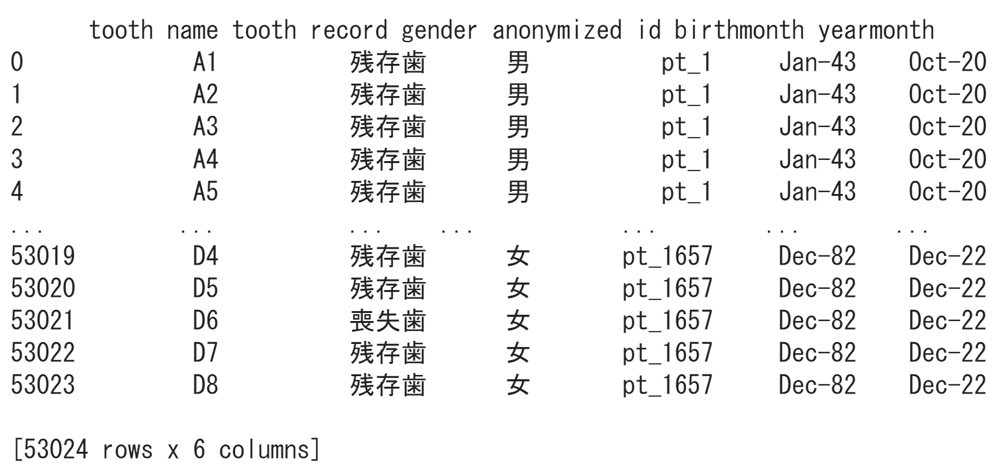 tooth name tooth record gender anonymized id birthmonth yearmonth
0 A1 残存歯 男 pt_1 Jan-43 Oct-20
1 A2 残存歯 男 pt_1 Jan-43 Oct-20
2 A3 残存歯 男 pt_1 Jan-43 Oct-20
3 A4 残存歯 男 pt_1 Jan-43 Oct-20
4 A5 残存歯 男 pt_1 Jan-43 Oct-20
... ... ... ... ... ... ...
53019 D4 残存歯 女 pt_1657 Dec-82 Dec-22
53020 D5 残存歯 女 pt_1657 Dec-82 Dec-22
53021 D6 喪失歯 女 pt_1657 Dec-82 Dec-22
53022 D7 残存歯 女 pt_1657 Dec-82 Dec-22
53023 D8 残存歯 女 pt_1657 Dec-82 Dec-22
[53024 rows x 6 columns]